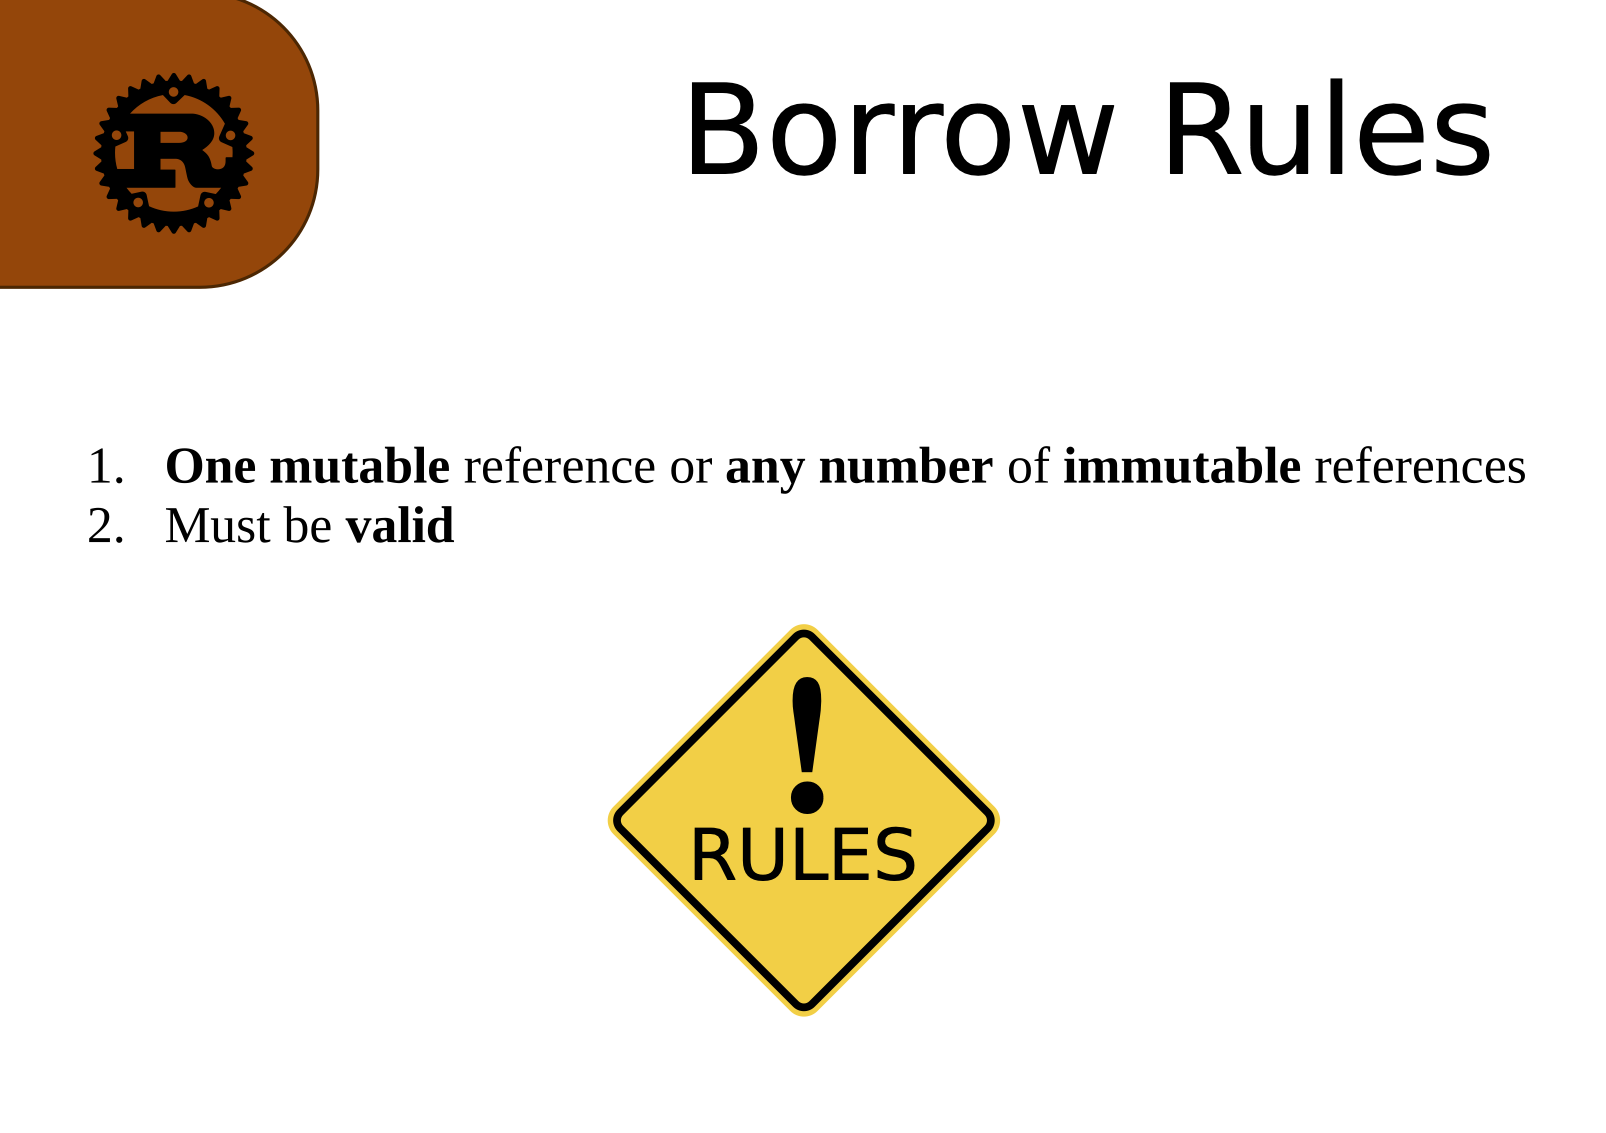 R
Borrow Rules
1. One mutable reference or any number of immutable references
2. Must be valid
!
RULES